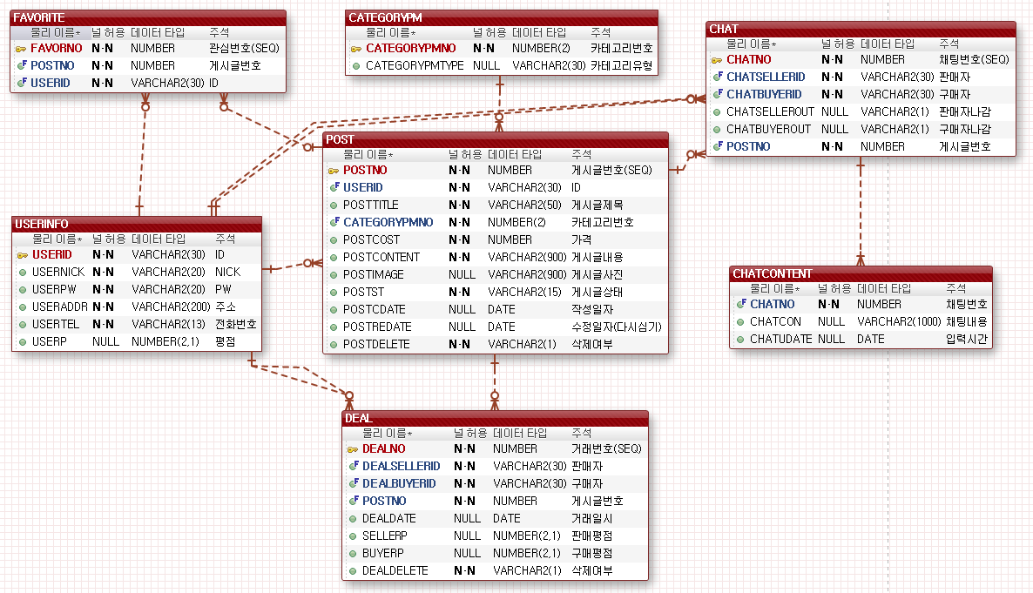 FAVORITE
물리 이름* 널 허용 데이터 타입 주석
FAVORNO N·N NUMBER 관심번호(SEQ)
POSTNO N·N NUMBER 게시글번호
USERID N·N VARCHAR2(30) ID
CATEGORYPM
물리 이름* 널 허용 데이터 타입 주석
CATEGORYPMNO N·N NUMBER(2) 카테고리번호
CATEGORYPMTYPE NULL VARCHAR2(30) 카테고리유형
CHAT
물리 이름* 널 허용 데이터 타입 주석
CHATNO N·N NUMBER 채팅번호(SEQ)
CHATSELLERID N·N VARCHAR2(30) 판매자
CHATBUYERID N·N VARCHAR2(30) 구매자
CHATSELLEROUT NULL VARCHAR2(1) 판매자나감
CHATBUYEROUT NULL VARCHAR2(1) 구매자나감
POSTNO N·N NUMBER 게시글번호
POST
물리 이름* 널 허용 데이터 타입 주석
POSTNO N·N NUMBER 게시글번호(SEQ)
USERID N·N VARCHAR2(30) ID
POSTTITLE N·N VARCHAR2(50) 게시글제목
CATEGORYPMNO N·N NUMBER(2) 카테고리번호
POSTCOST N·N NUMBER 가격
POSTCONTENT N·N VARCHAR2(900) 게시글내용
POSTIMAGE NULL VARCHAR2(900) 게시글사진
POSTST N·N VARCHAR2(15) 게시글상태
POSTCDATE NULL DATE 작성일자
POSTREDATE NULL DATE 수정일자(다시심기)
POSTDELETE N·N VARCHAR2(1) 삭제여부
USERINFO
물리 이름* 널 허용 데이터 타입 주석
USERID N·N VARCHAR2(30) ID
USERNICK N·N VARCHAR2(20) NICK
USERPW N·N VARCHAR2(20) PW
USERADDR N·N VARCHAR2(200) 주소
USERTEL N·N VARCHAR2(13) 전화번호
USERP NULL NUMBER(2,1) 평점
CHATCONTENT
물리 이름* 널 허용 데이터 타입 주석
CHATNO N·N NUMBER 채팅번호
CHATCON NULL VARCHAR2(1000) 채팅내용
CHATUDATE NULL DATE 입력시간
DEAL
물리 이름* 널 허용 데이터 타입 주석
DEALNO N·N NUMBER 거래번호(SEQ)
DEALSELLERID N·N VARCHAR2(30) 판매자
DEALBUYERID N·N VARCHAR2(30) 구매자
POSTNO N·N NUMBER 게시글번호
DEALDATE NULL DATE 거래일시
SELLERP NULL NUMBER(2,1) 판매평점
BUYERP NULL NUMBER(2,1) 구매평점
DEALDELETE N·N VARCHAR2(1) 삭제여부